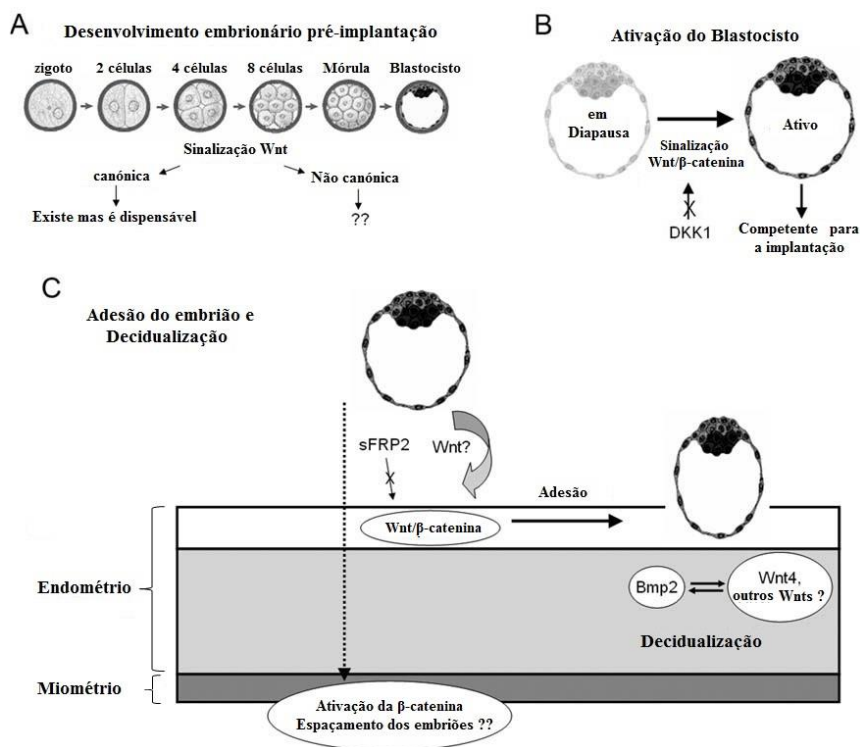 A
Desenvolvimento embrionário pré-implantação
zigoto 2 células 4 células 8 células Mórula Blastocisto
Sinalização Wnt
canónica
Não canónica
Existe mas é dispensável
??
B
Ativação do Blastocisto
em
Diapausa
Sinalização
Wnt/β-catenina
Ativo
X
DKK1
Competente para
a implantação
C
Adesão do embrião e
Decidualização
sFRP2
Wnt?
X
Wnt/β-catenina
Adesão
Endométrio
Bmp2
Wnt4,
outros Wnts ?
Decidualização
Miométrio
Ativação da β-catenina
Espaçamento dos embriões ??